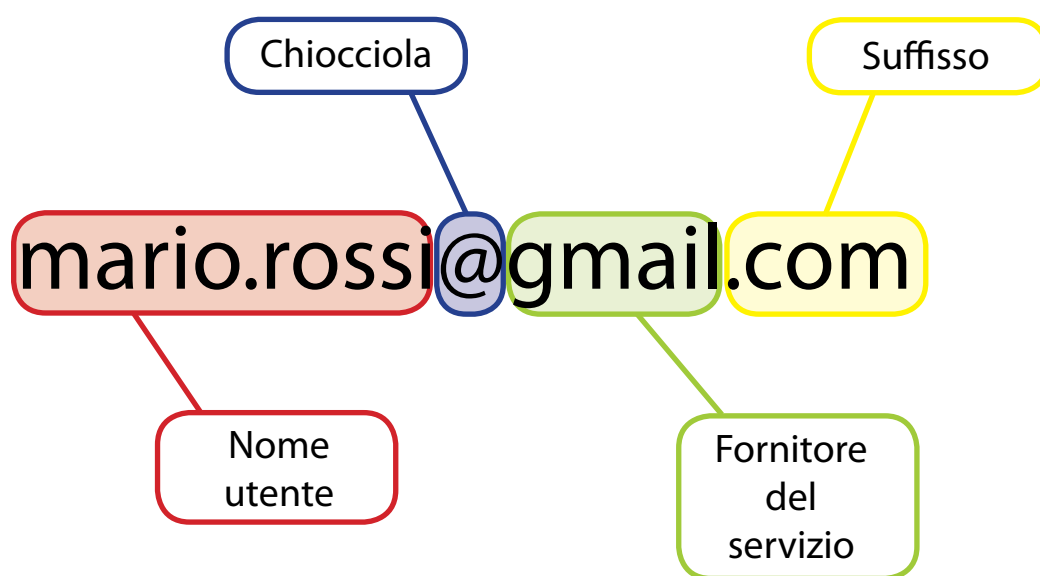 Chiocciola
Suffisso
mario.rossi@gmail.com
Nome
utente
Fornitore
del
servizio